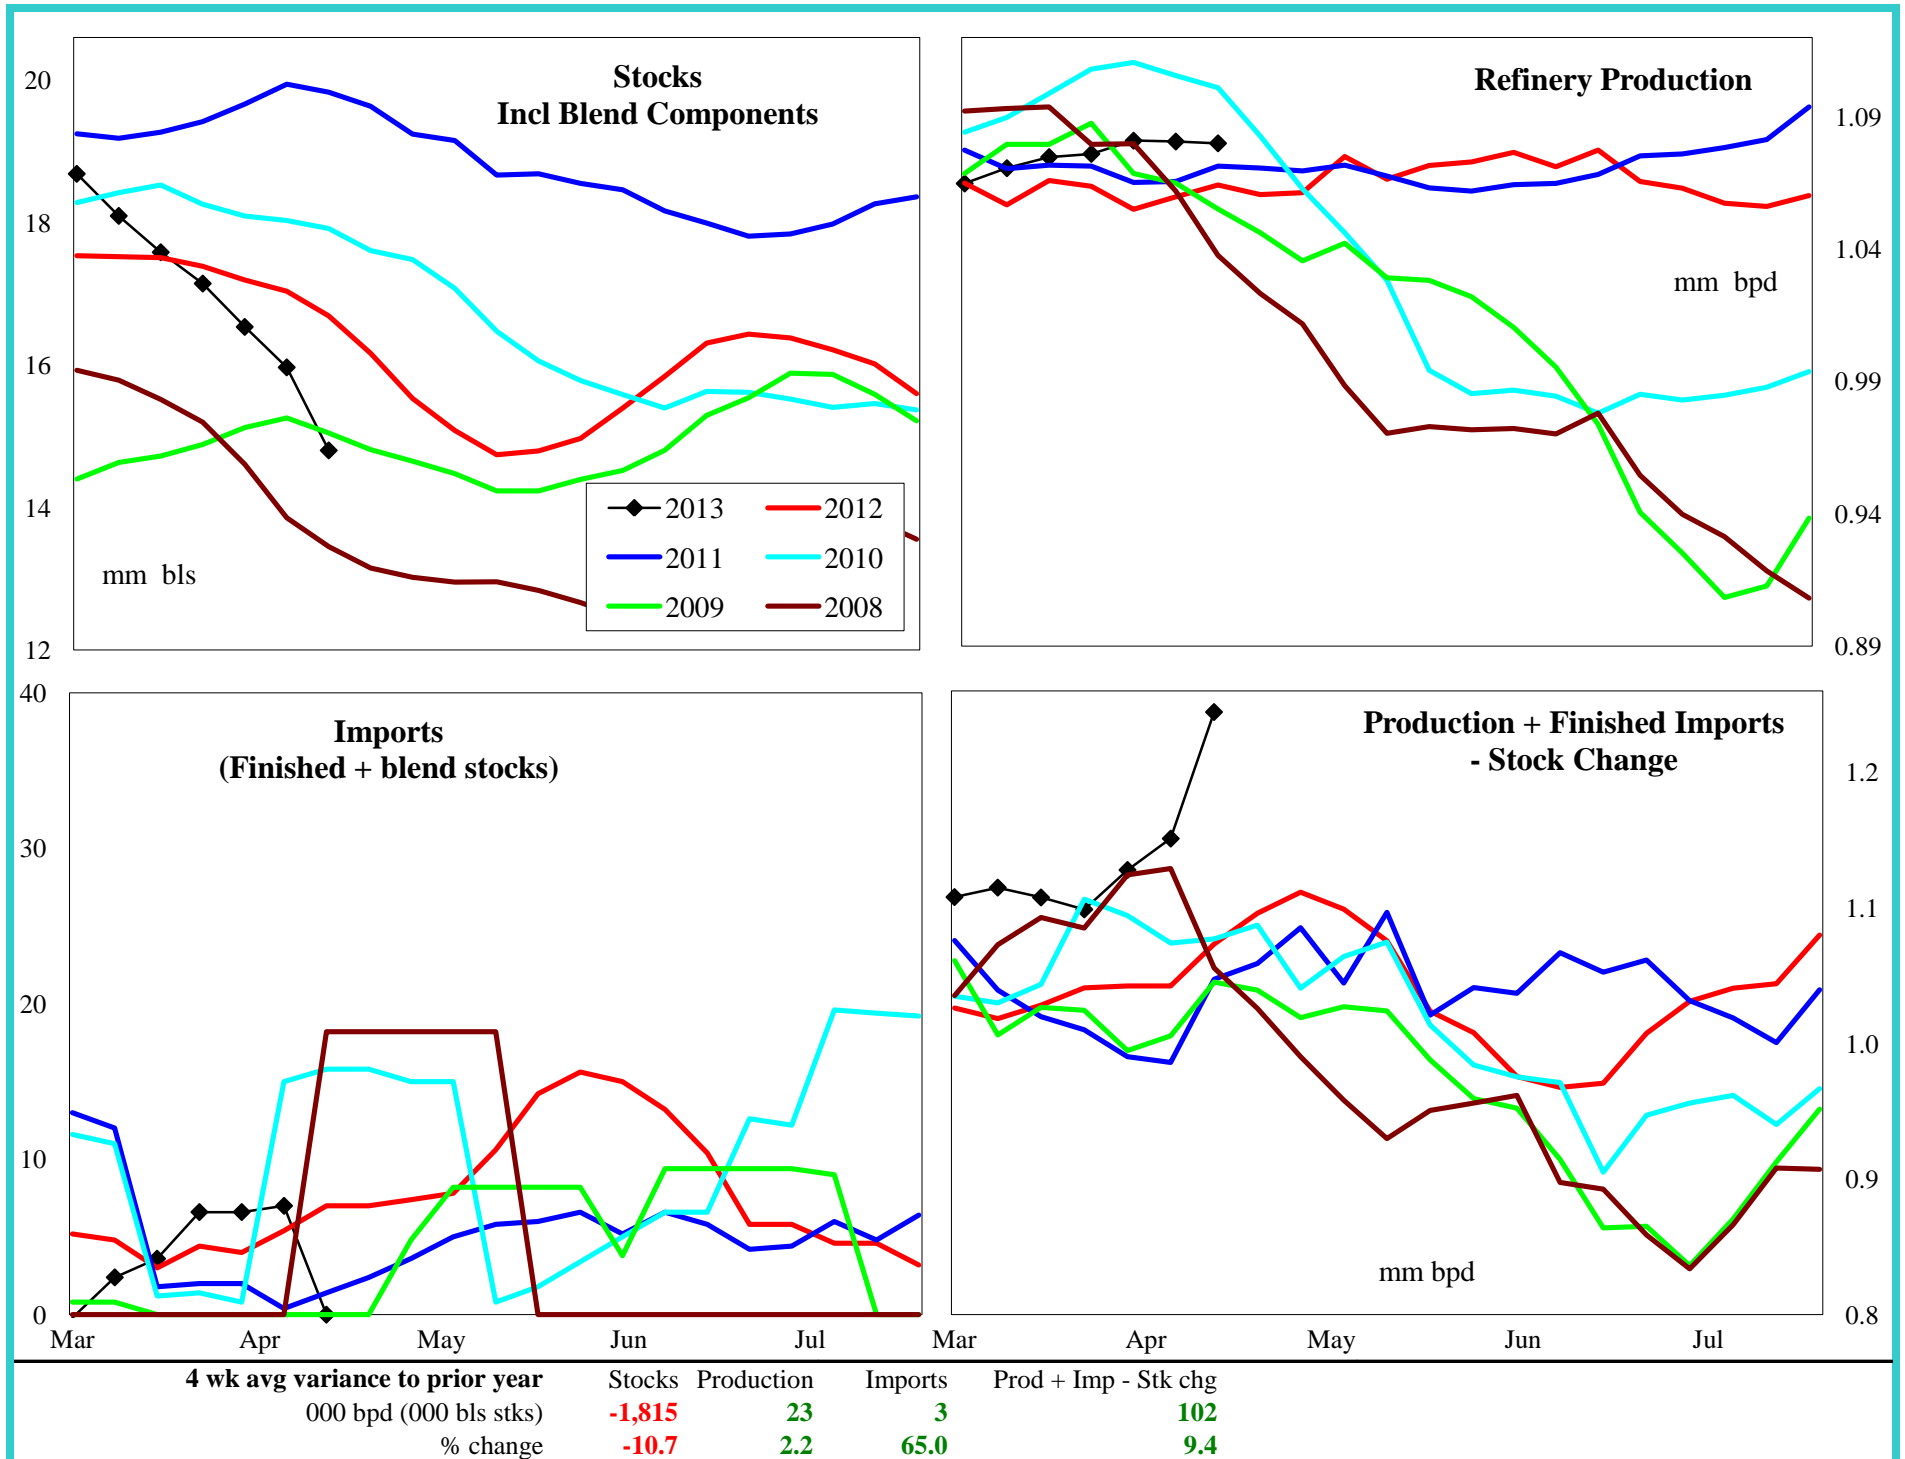 Stocks
Incl Blend Components
20
18
16
14
12
mm bls
2013 2012
2011 2010
2009 2008
Refinery Production
mm bpd
1.09
1.04
0.99
0.94
0.89
Imports
(Finished + blend stocks)
40
30
20
10
0
Mar Apr May Jun Jul
Production + Finished Imports
- Stock Change
1.2
1.1
1.0
0.9
0.8
mm bpd
Mar Apr May Jun Jul
4 wk avg variance to prior year Stocks Production Imports Prod + Imp - Stk chg
000 bpd (000 bls stks) -1,815 23 3 102
% change -10.7 2.2 65.0 9.4